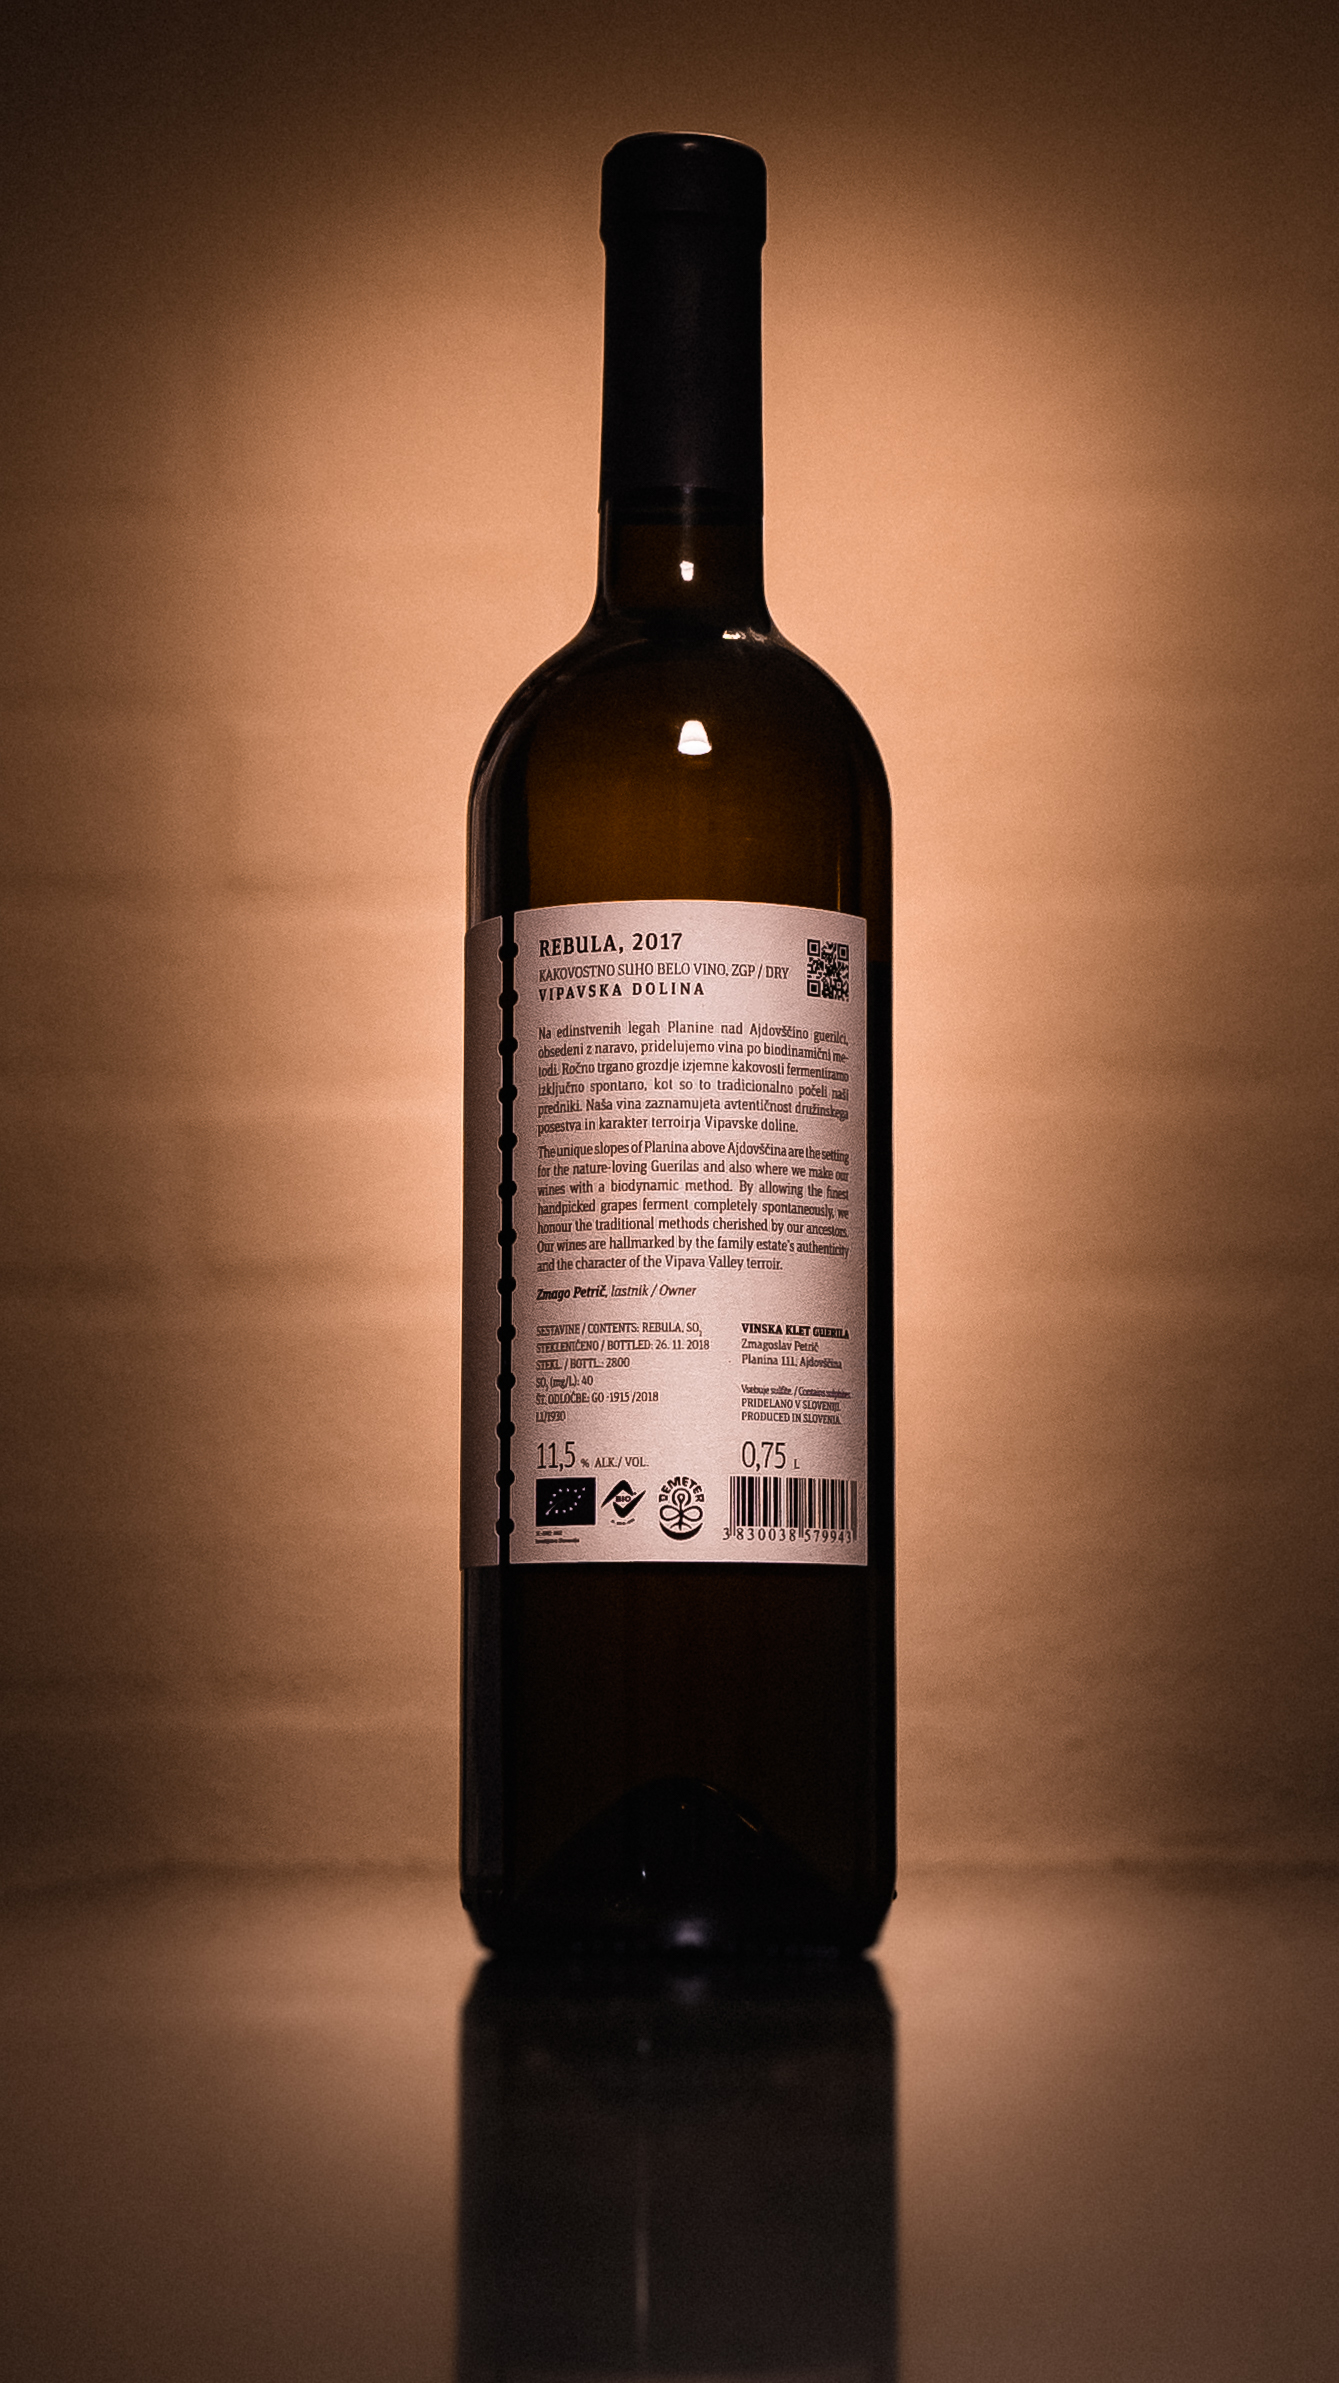 REBULA, 2017
KAKOVOSTNO SUHO BELO VINO, ZGP / DRY
VIPAVSKA DOLINA
Na edinstvenih legah Planine nad Ajdovščino guerilci,
obsedeni z naravo, pridelujemo vina po biodinamični me-
todi. Ročno trgano grozdje izjemne kakovosti fermentiramo
izključno spontano, kot so to tradicionalno počeli naši
predniki. Naša vina zaznamujeta avtentičnost družinskega
posestva in karakter terroirja Vipavske doline.
The unique slopes of Planina above Ajdovščina are the setting
for the nature-loving Guerilas and also where we make our
wines with a biodynamic method. By allowing the finest
handpicked grapes ferment completely spontaneously, we
honour the traditional methods cherished by our ancestors.
Our wines are hallmarked by the family estate's authenticity
and the character of the Vipava Valley terroir.
Zmago Petrič, lastnik / Owner
SESTAVINE / CONTENTS: REBULA, SO₂
STEKLENIČENO / BOTTLED: 26. 11. 2018
STEKL. / BOTTL.: 2800
SO₂ (mg/L): 40
ŠT. ODLOČBE: GO -1915 /2018
L1/1930
VINSKA KLET GUERILA
Zmagoslav Petrič
Planina 111, Ajdovščina
Vsebuje sulfite. / Contains sulphites.
PRIDELANO V SLOVENIJI.
PRODUCED IN SLOVENIA.
11,5 % ALK./ VOL.
0,75 L
BIO
DEMETER
3 830038 579943